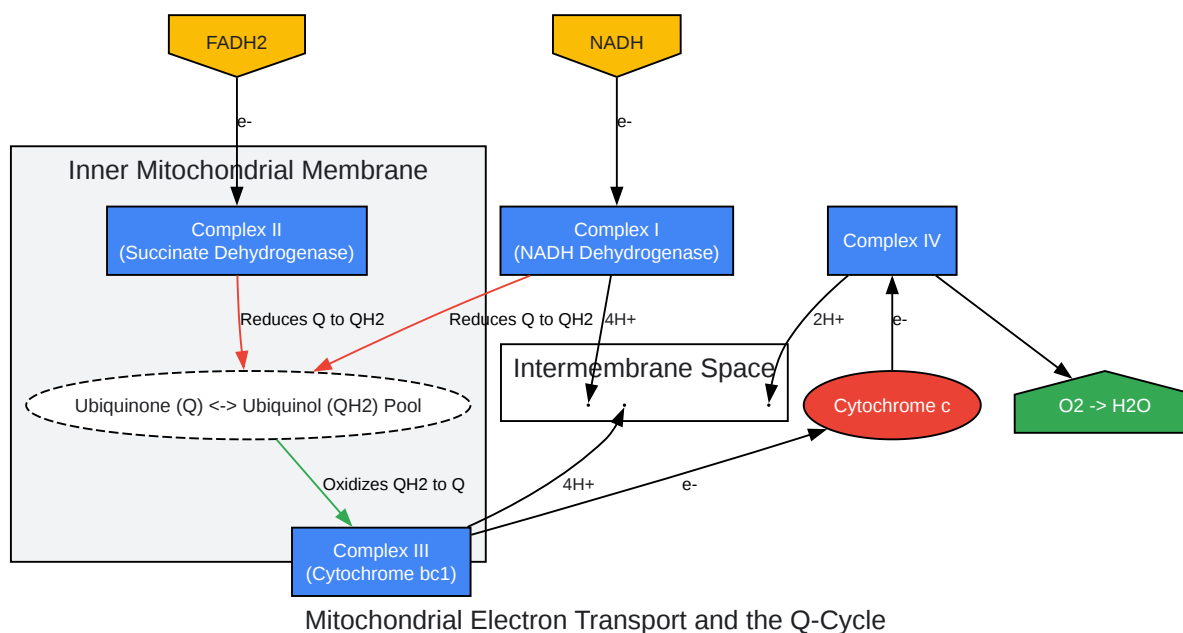 FADH2
NADH
e-
e-
Inner Mitochondrial Membrane
Complex II
(Succinate Dehydrogenase)
Complex I
(NADH Dehydrogenase)
Complex IV
Reduces Q to QH2
Reduces Q to QH2
4H+
2H+
e-
Intermembrane Space
Ubiquinone (Q) <-> Ubiquinol (QH2) Pool
Cytochrome c
O2 -> H2O
Oxidizes QH2 to Q
4H+
e-
Complex III
(Cytochrome bc1)
Mitochondrial Electron Transport and the Q-Cycle